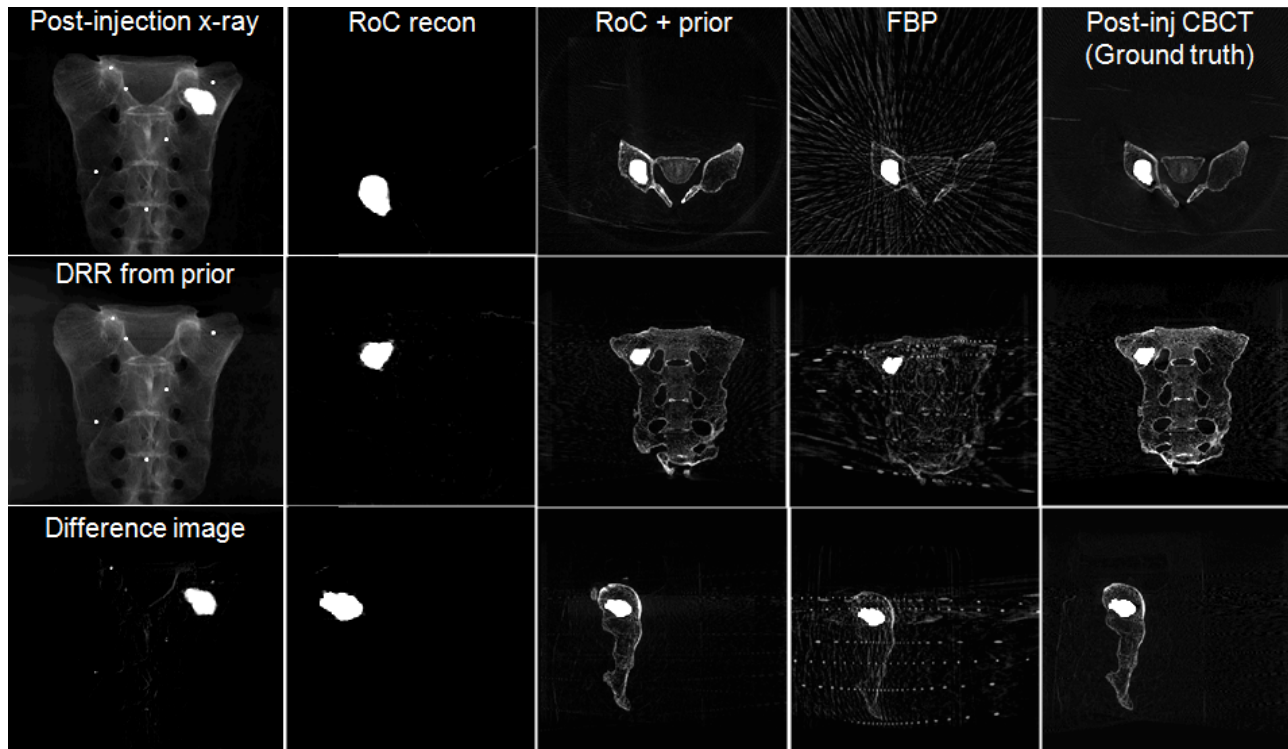 Post-injection x-ray
RoC recon
RoC + prior
FBP
Post-inj CBCT
(Ground truth)
DRR from prior
Difference image